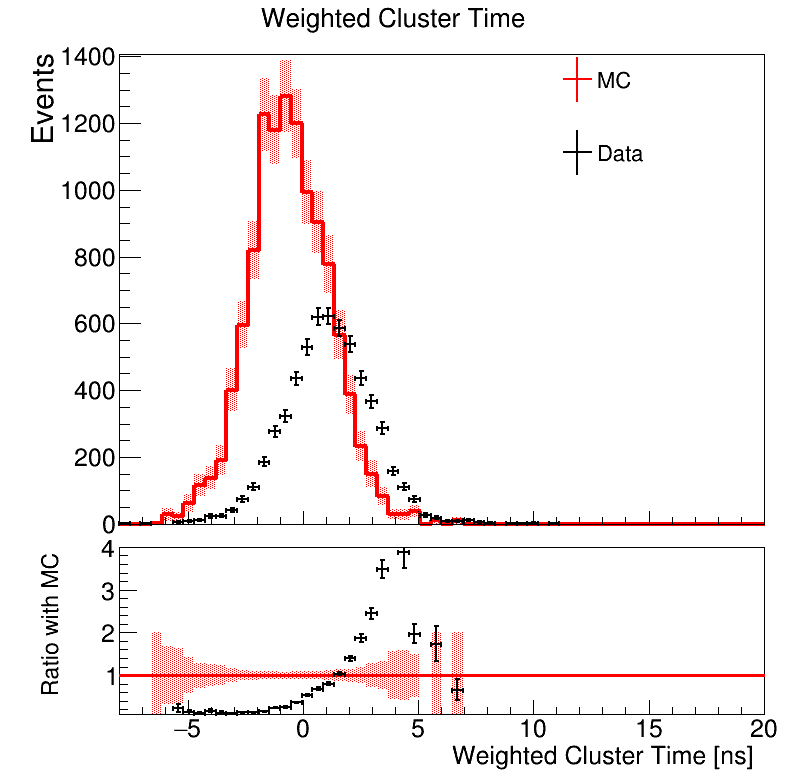 Weighted Cluster Time
Events
1400
1200
1000
800
600
400
200
0
MC
Data
Ratio with MC
4
3
2
1
−5 0 5 10 15 20
Weighted Cluster Time [ns]